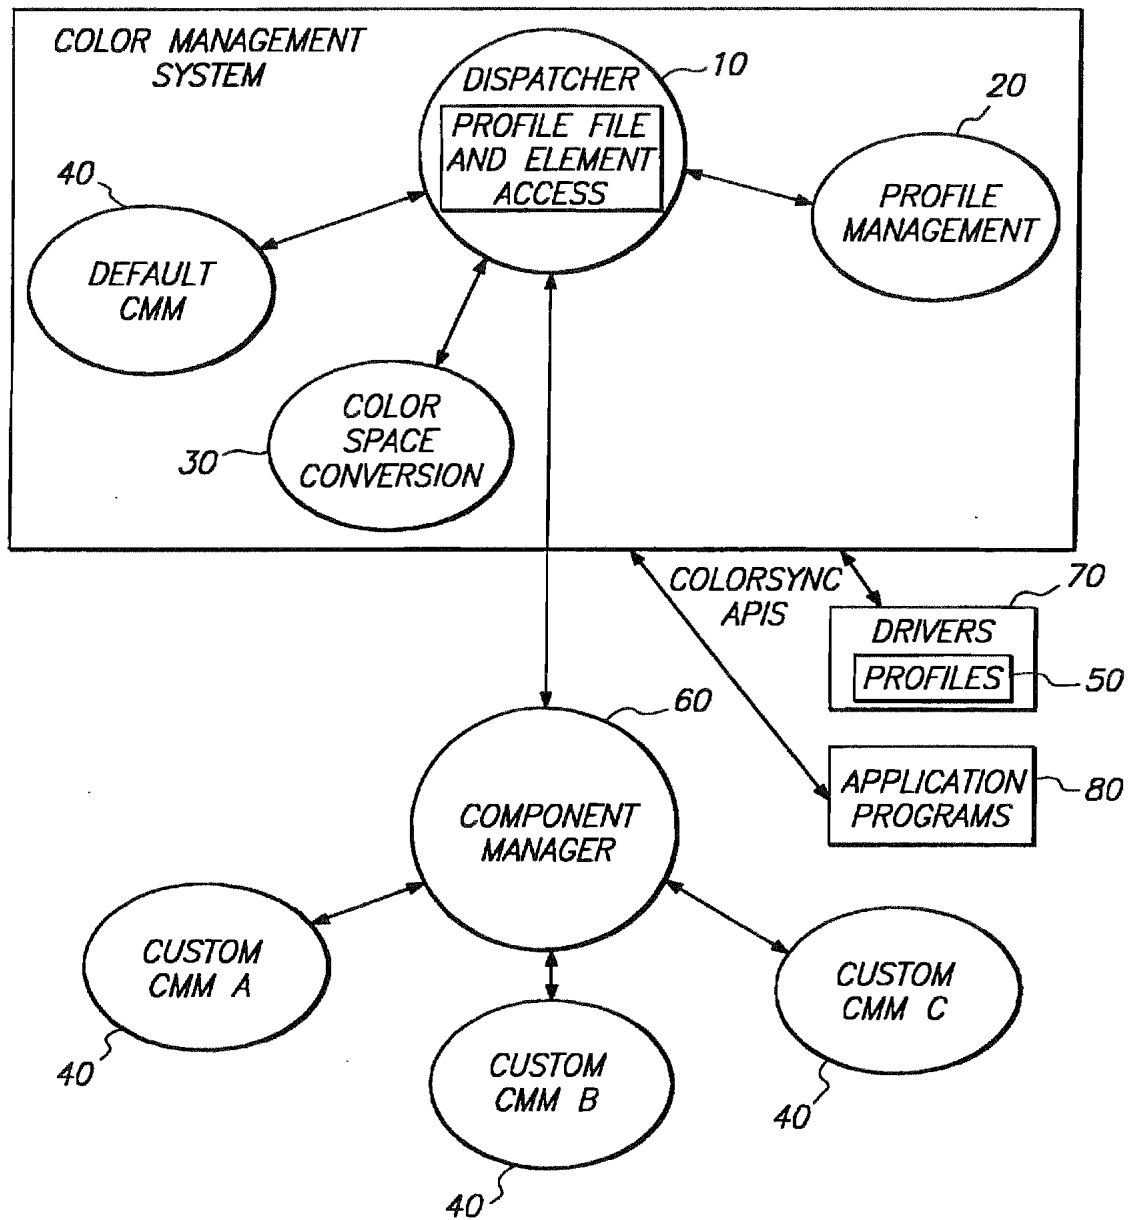 COLOR MANAGEMENT
SYSTEM
DISPATCHER
10
PROFILE FILE
AND ELEMENT
ACCESS
20
PROFILE
MANAGEMENT
40
DEFAULT
CMM
COLOR
SPACE
CONVERSION
30
COLORSYNC
APIS
70
DRIVERS
PROFILES
50
60
COMPONENT
MANAGER
APPLICATION
PROGRAMS
80
CUSTOM
CMM A
40
CUSTOM
CMM B
40
CUSTOM
CMM C
40